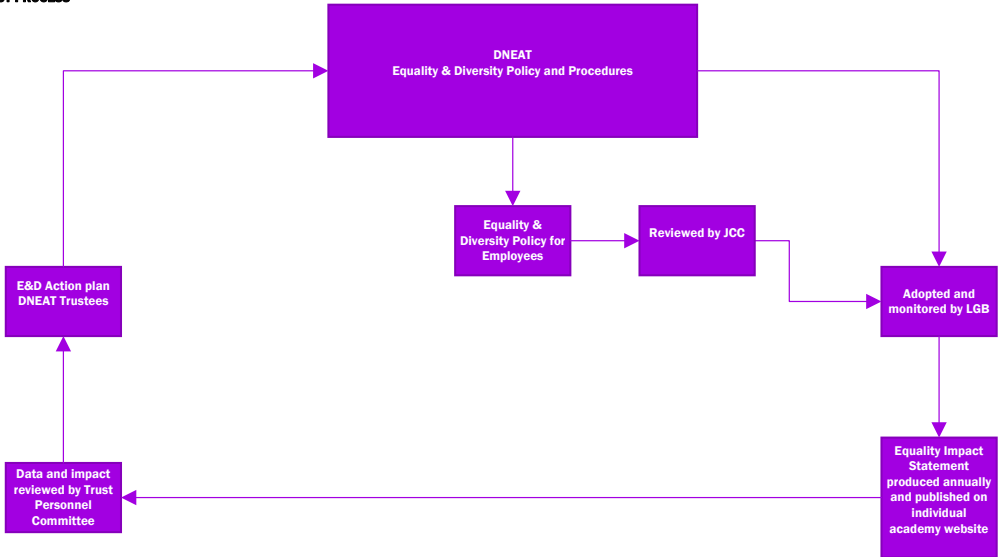 PROCESS
DNEAT
Equality & Diversity Policy and Procedures
Equality &
Diversity Policy for
Employees
Reviewed by JCC
E&D Action plan
DNEAT Trustees
Adopted and
monitored by LGB
Data and impact
reviewed by Trust
Personnel
Committee
Equality Impact
Statement
produced annually
and published on
individual
academy website